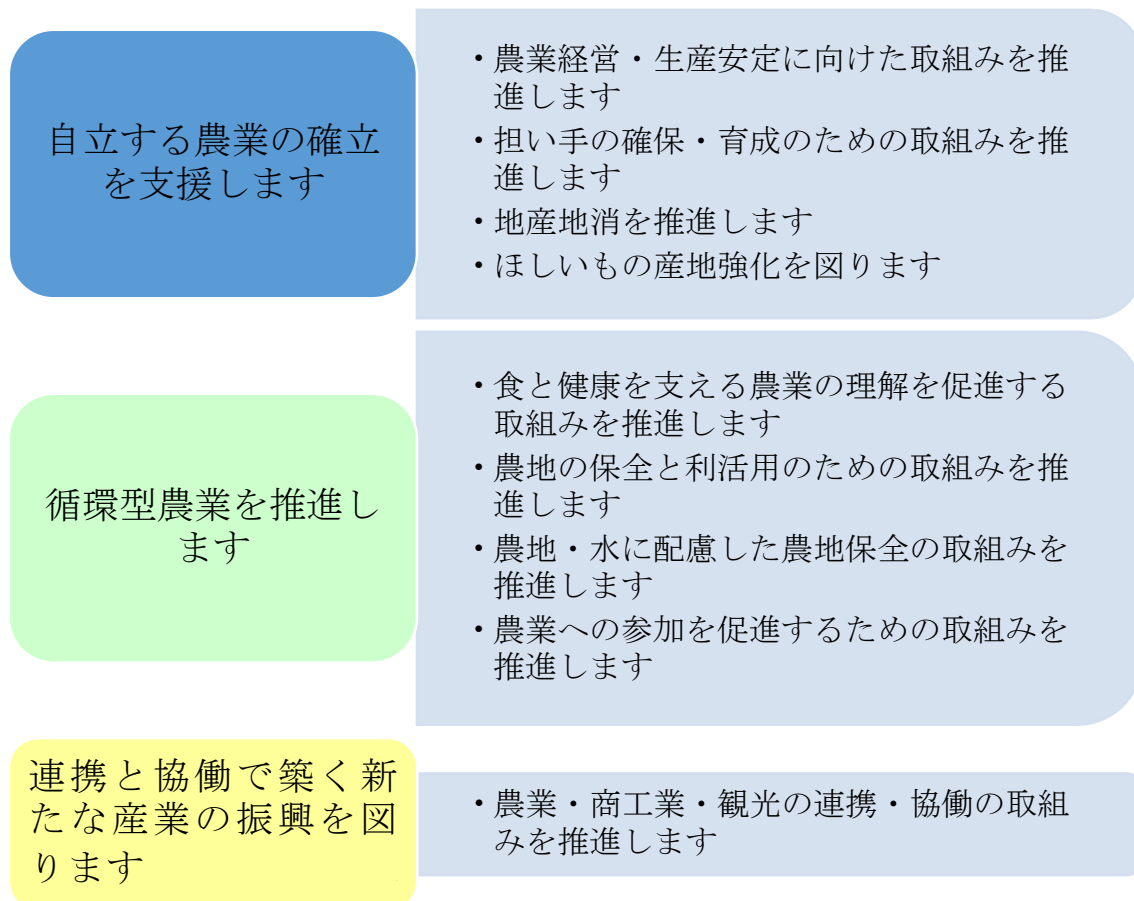 自立する農業の確立
を支援します
・農業経営・生産安定に向けた取組みを推
進します
・担い手の確保・育成のための取組みを推
進します
・地産地消を推進します
・ほしいもの産地強化を図ります
循環型農業を推進し
ます
・食と健康を支える農業の理解を促進する
取組みを推進します
・農地の保全と利活用のための取組みを推
進します
・農地・水に配慮した農地保全の取組みを
推進します
・農業への参加を促進するための取組みを
推進します
連携と協働で築く新
たな産業の振興を図
ります
・農業・商工業・観光の連携・協働の取組
みを推進します